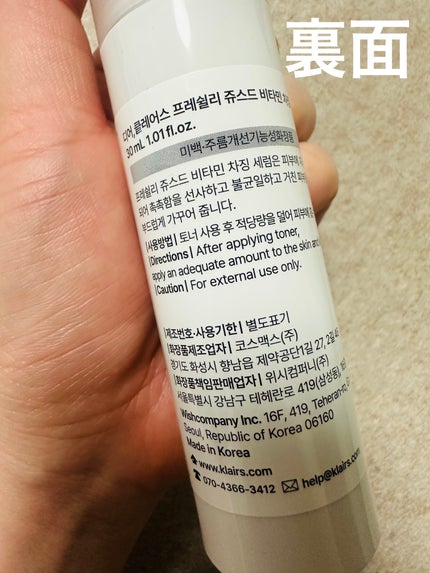 裏面
디어,클레어스 프레쉴리 쥬스드 비타민 차징
30 mL 1.01 fl.oz.
미백·주름개선기능성화장품
프레쉴리 쥬스드 비타민 차징 세럼은 피부에
되어 촉촉함을 선사하고 불균일하고 거친 피부
부드럽게 가꾸어 줍니다.
|사용방법| 토너 사용 후 적당량을 덜어 피부에
|Directions| After applying toner,
apply an adequate amount to the skin and
|Caution| For external use only.
|제조번호·사용기한| 별도표기
|화장품제조업자| 코스맥스(주)
경기도 화성시 향남읍 제약공단1길 27, 2월
|화장품책임판매업자| 위시컴퍼니(주)
서울특별시 강남구 테헤란로 419(삼성동),
Wishcompany Inc. 16F, 419, Teheran-ro,
Seoul, Republic of Korea 06160
Made in Korea
www.klairs.com
070-4366-3412 help@klairs.com